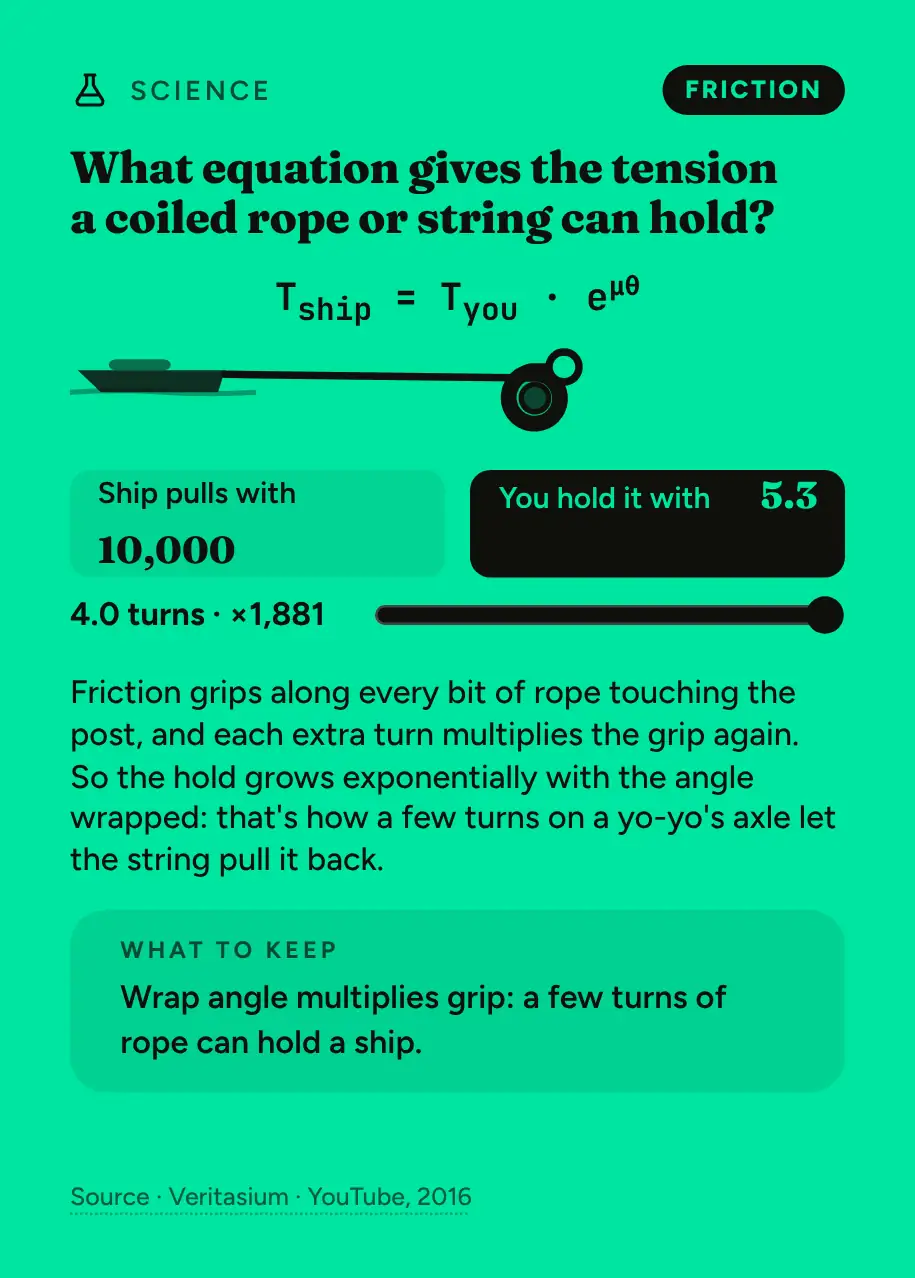 SCIENCE
FRICTION
What equation gives the tension
a coiled rope or string can hold?
T_ship = T_you · e^μθ
Ship pulls with
10,000
You hold it with 5.3
4.0 turns · ×1,881
Friction grips along every bit of rope touching the
post, and each extra turn multiplies the grip again.
So the hold grows exponentially with the angle
wrapped: that's how a few turns on a yo-yo's axle let
the string pull it back.
WHAT TO KEEP
Wrap angle multiplies grip: a few turns of
rope can hold a ship.
Source · Veritasium · YouTube, 2016